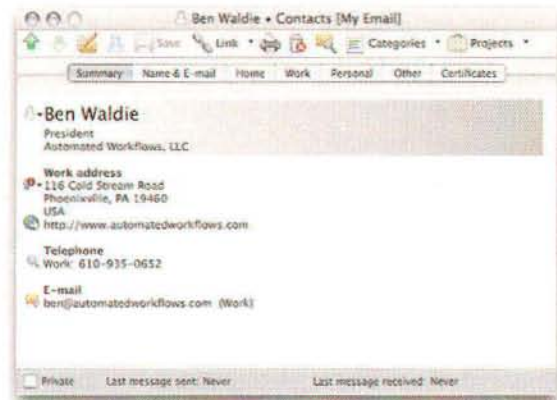 Ben Waldie • Contacts [My Email]
Save Link Categories Projects
Summary Name & E-mail Home Work Personal Other Certificates
Ben Waldie
President
Automated Workflows, LLC
Work address
116 Cold Stream Road
Phoenixville, PA 19460
USA
http://www.automatedworkflows.com
Telephone
Work: 610-935-0652
E-mail
ben@automatedworkflows.com (Work)
Private Last message sent: Never Last message received: Never